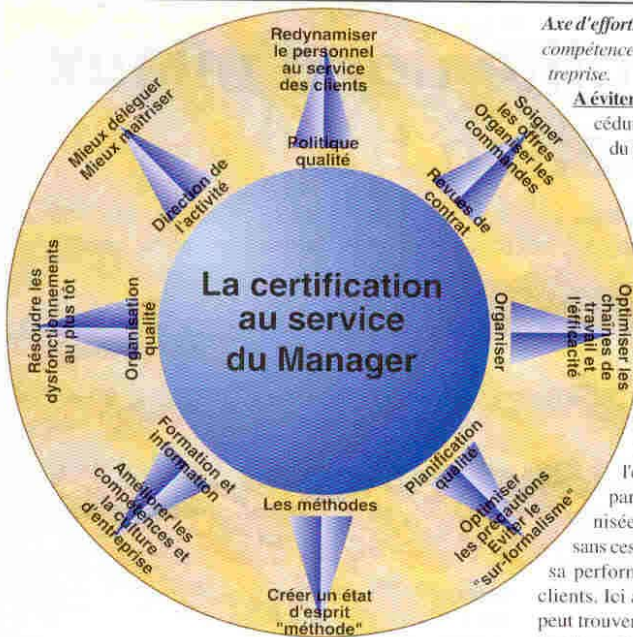 Redynamiser
le personnel
au service
des clients
Politique
qualité
Soigner
les offres
Organiser les
commandes
Revues de
contrat
Optimiser les
chaînes de
travail et
l'éfficacité
Organiser
Planification
qualité
Optimiser
les précautions
Eviter le
"sur-formalisme"
Les méthodes
Créer un état
d'esprit
"méthode"
Formation et
information
Améliorer les
compétences et
la culture
d'entreprise
Organisation
qualité
Résoudre les
dysfonctionnements
au plus tôt
Direction de
l'activité
Mieux déléguer
Mieux maîtriser
La certification
au service
du Manager
Axe d'effort
compétence
treprise.
A éviter
cédu
du
l'
par
nisée
sans ces
sa perform
clients. Ici
peut trouver